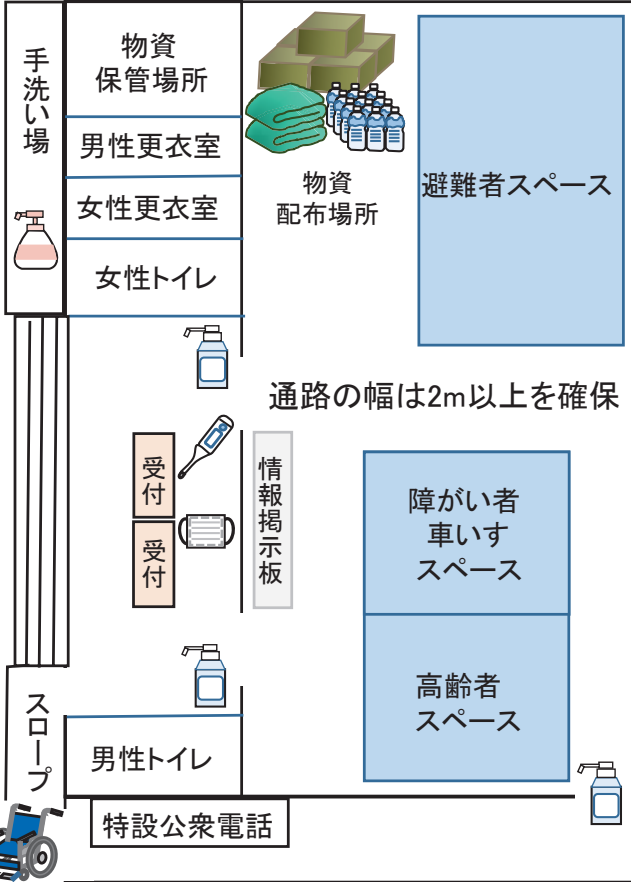 手洗い場
物資
保管場所
男性更衣室
女性更衣室
女性トイレ
物資
配布場所
避難者スペース
通路の幅は2m以上を確保
受付
受付
情報掲示板
障がい者
車いす
スペース
高齢者
スペース
スロープ
男性トイレ
特設公衆電話